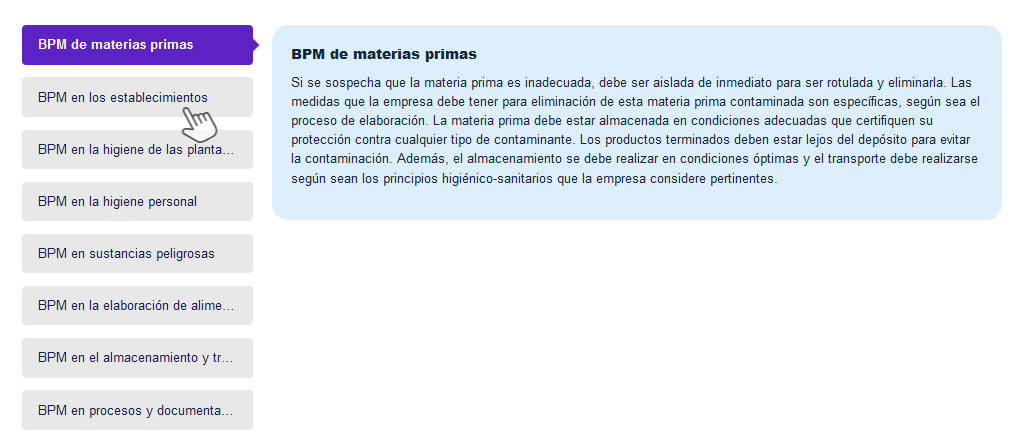 BPM de materias primas
BPM en los establecimientos
BPM en la higiene de las planta...
BPM en la higiene personal
BPM en sustancias peligrosas
BPM en la elaboración de alime...
BPM en el almacenamiento y tr...
BPM en procesos y documenta...
BPM de materias primas
Si se sospecha que la materia prima es inadecuada, debe ser aislada de inmediato para ser rotulada y eliminarla. Las
medidas que la empresa debe tener para eliminación de esta materia prima contaminada son específicas, según sea el
proceso de elaboración. La materia prima debe estar almacenada en condiciones adecuadas que certifiquen su
protección contra cualquier tipo de contaminante. Los productos terminados deben estar lejos del depósito para evitar
la contaminación. Además, el almacenamiento se debe realizar en condiciones óptimas y el transporte debe realizarse
según sean los principios higiénico-sanitarios que la empresa considere pertinentes.